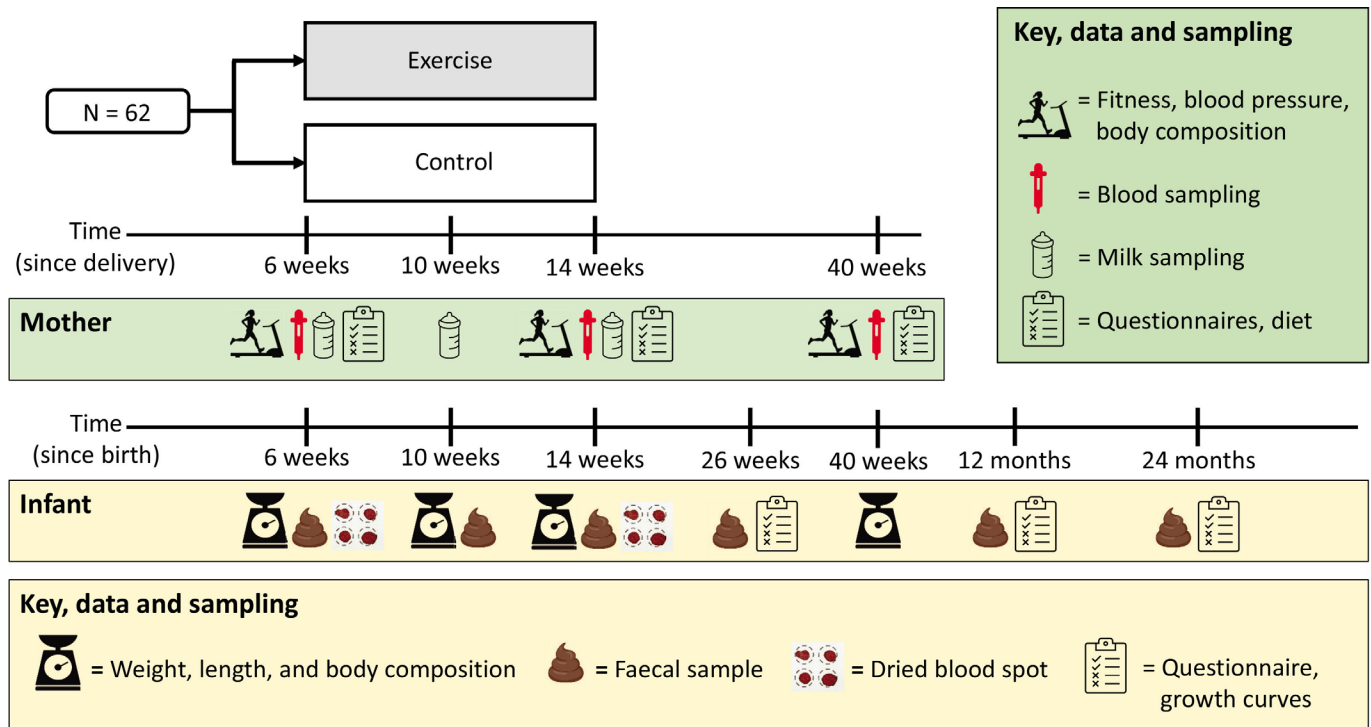 N = 62
Exercise
Control
Time
(since delivery)
6 weeks
10 weeks
14 weeks
40 weeks
Key, data and sampling
= Fitness, blood pressure,
body composition
= Blood sampling
= Milk sampling
= Questionnaires, diet
Mother
Time
(since birth)
6 weeks
10 weeks
14 weeks
26 weeks
40 weeks
12 months
24 months
Infant
Key, data and sampling
= Weight, length, and body composition
= Faecal sample
= Dried blood spot
= Questionnaire,
growth curves